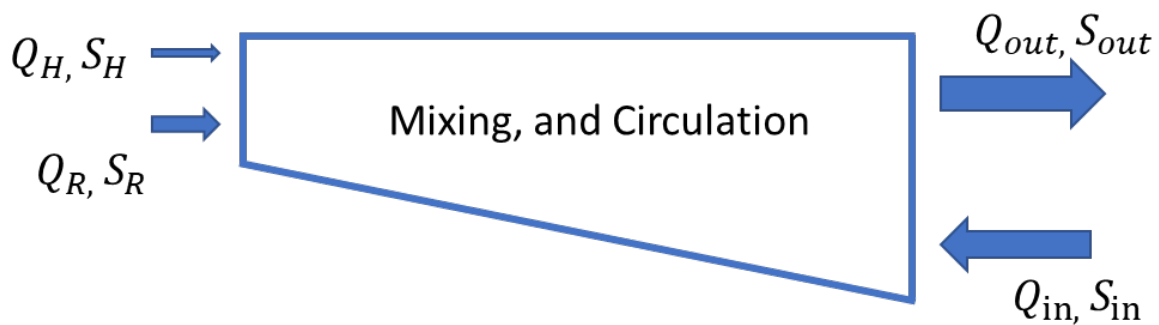 Q_H, S_H
Q_out, S_out
Mixing, and Circulation
Q_R, S_R
Q_in, S_in